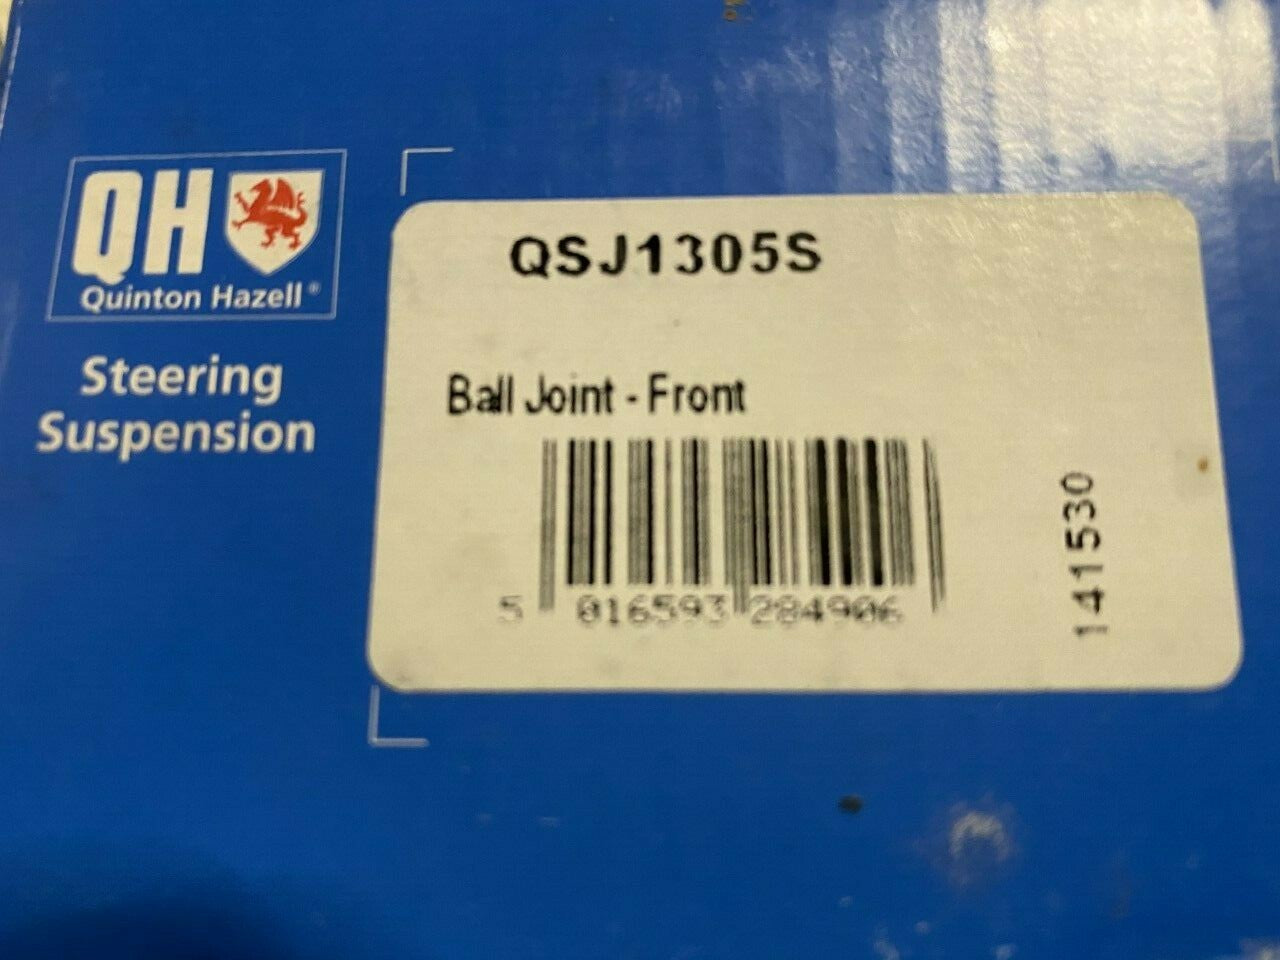 QH
Quinton Hazell®
Steering
Suspension
QSJ1305S
Ball Joint - Front
5 016593 284906
141530